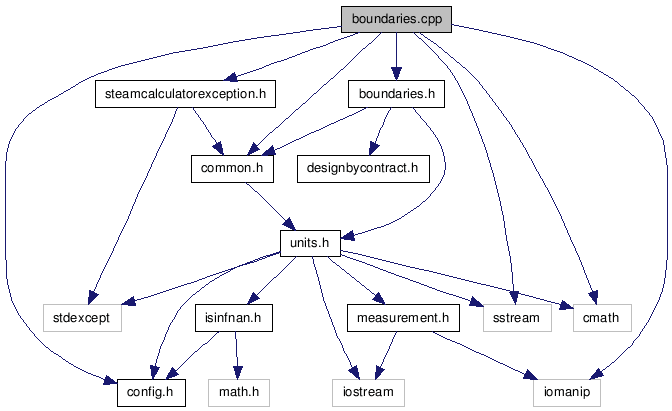 boundaries.cpp
steamcalculatorexception.h
boundaries.h
common.h
designbycontract.h
units.h
stdexcept
isinfnan.h
measurement.h
sstream
cmath
config.h
math.h
iostream
iomanip